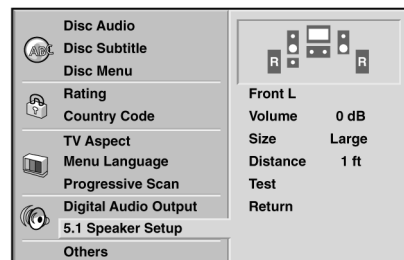 Disc Audio
Disc Subtitle
Disc Menu
Rating
Country Code
TV Aspect
Menu Language
Progressive Scan
Digital Audio Output
5.1 Speaker Setup
Others
ABC
R R
Front L
Volume 0 dB
Size Large
Distance 1 ft
Test
Return